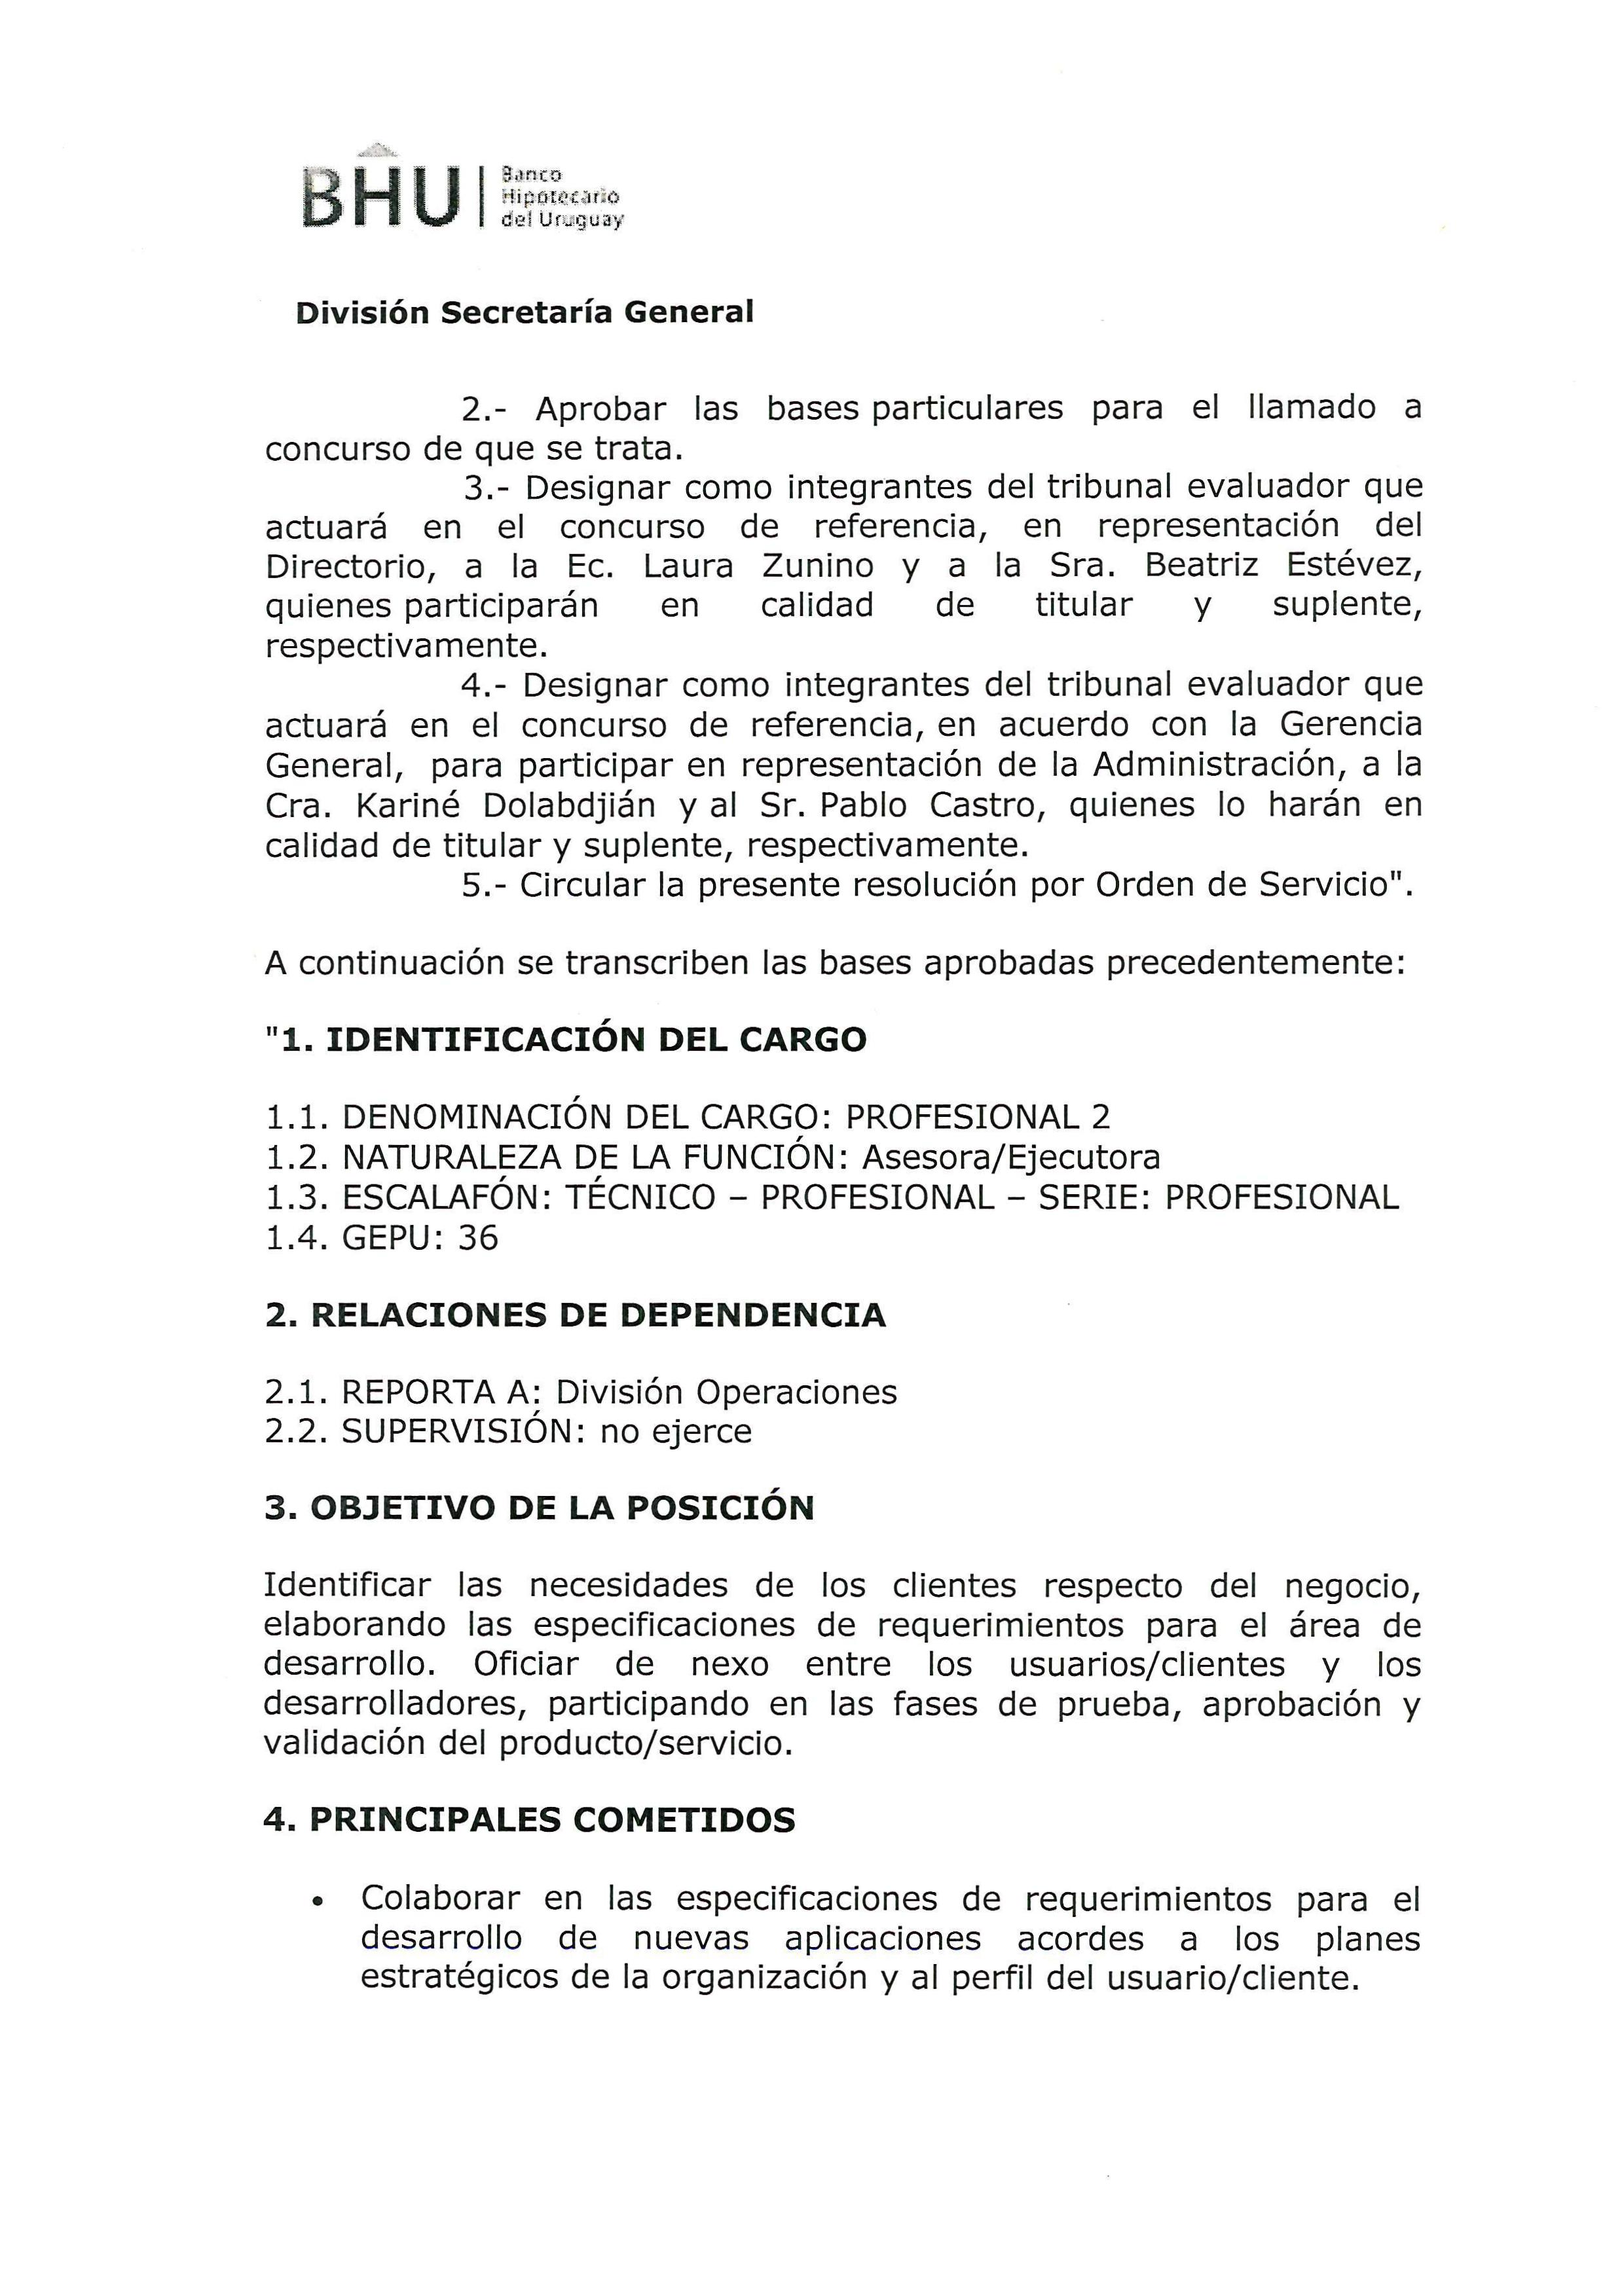 BHU Banco
Hipotecario
del Uruguay
División Secretaría General
2.- Aprobar las bases particulares para el llamado a
concurso de que se trata.
3.- Designar como integrantes del tribunal evaluador que
actuará en el concurso de referencia, en representación del
Directorio, a la Ec. Laura Zunino y a la Sra. Beatriz Estévez,
quienes participarán en calidad de titular y suplente,
respectivamente.
4.- Designar como integrantes del tribunal evaluador que
actuará en el concurso de referencia, en acuerdo con la Gerencia
General, para participar en representación de la Administración, a la
Cra. Kariné Dolabdjián y al Sr. Pablo Castro, quienes lo harán en
calidad de titular y suplente, respectivamente.
5.- Circular la presente resolución por Orden de Servicio".
A continuación se transcriben las bases aprobadas precedentemente:
"1. IDENTIFICACIÓN DEL CARGO
1.1. DENOMINACIÓN DEL CARGO: PROFESIONAL 2
1.2. NATURALEZA DE LA FUNCIÓN: Asesora/Ejecutora
1.3. ESCALAFÓN: TÉCNICO – PROFESIONAL – SERIE: PROFESIONAL
1.4. GEPU: 36
2. RELACIONES DE DEPENDENCIA
2.1. REPORTA A: División Operaciones
2.2. SUPERVISIÓN: no ejerce
3. OBJETIVO DE LA POSICIÓN
Identificar las necesidades de los clientes respecto del negocio,
elaborando las especificaciones de requerimientos para el área de
desarrollo. Oficiar de nexo entre los usuarios/clientes y los
desarrolladores, participando en las fases de prueba, aprobación y
validación del producto/servicio.
4. PRINCIPALES COMETIDOS
• Colaborar en las especificaciones de requerimientos para el
desarrollo de nuevas aplicaciones acordes a los planes
estratégicos de la organización y al perfil del usuario/cliente.